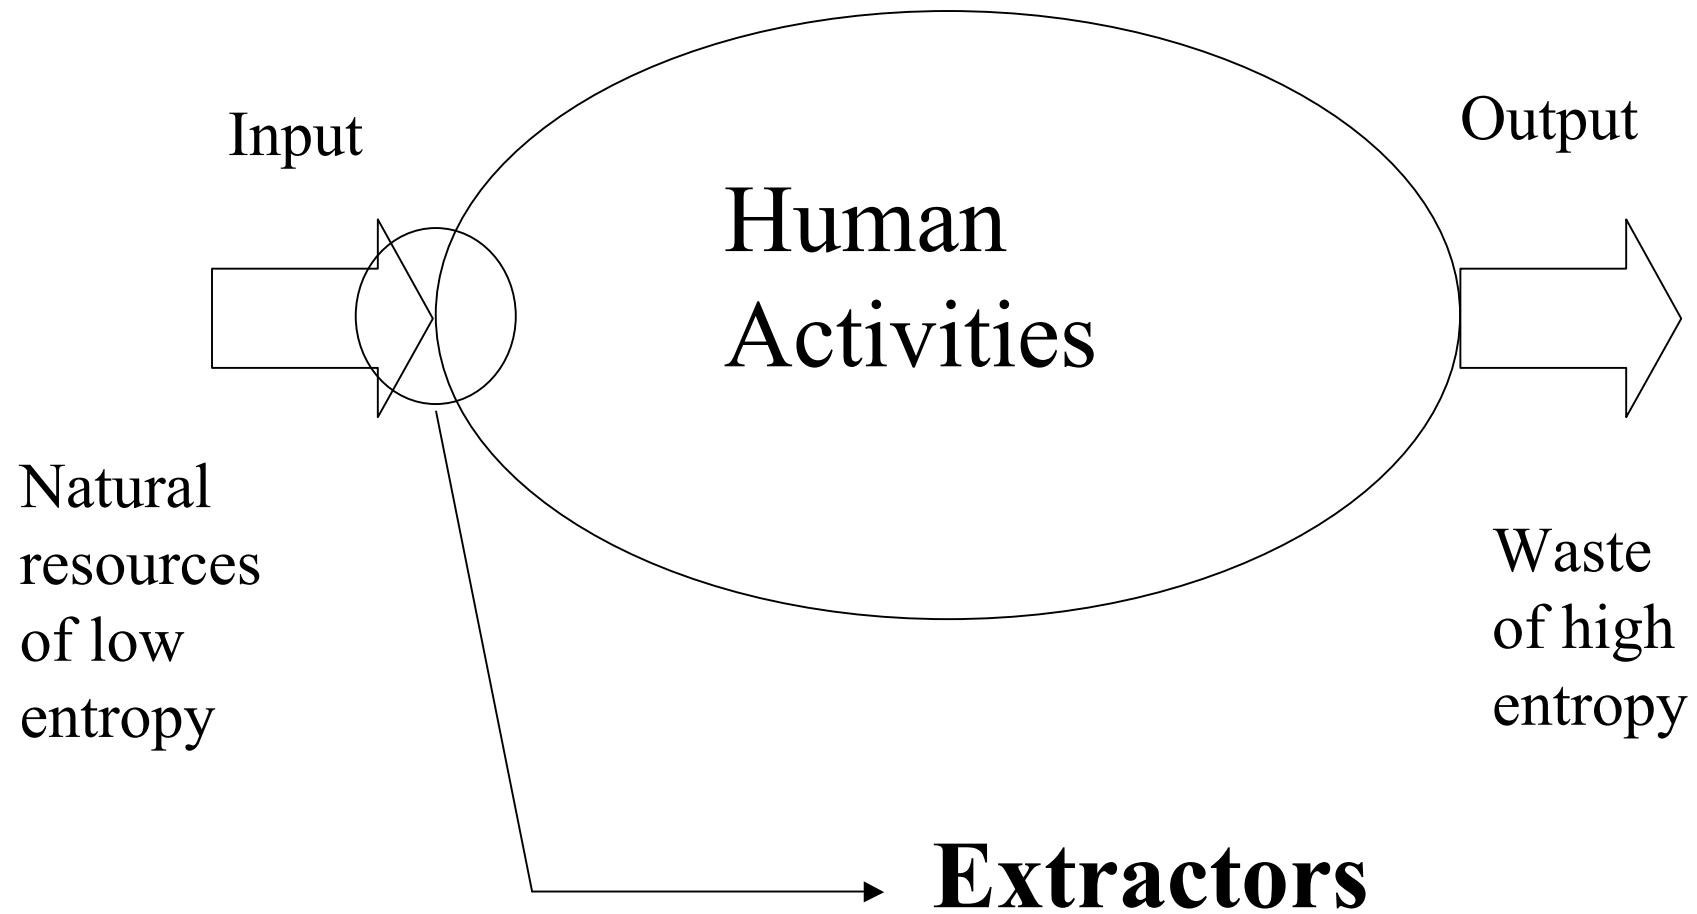 Input
Output
Human
Activities
Natural
resources
of low
entropy
Waste
of high
entropy
Extractors